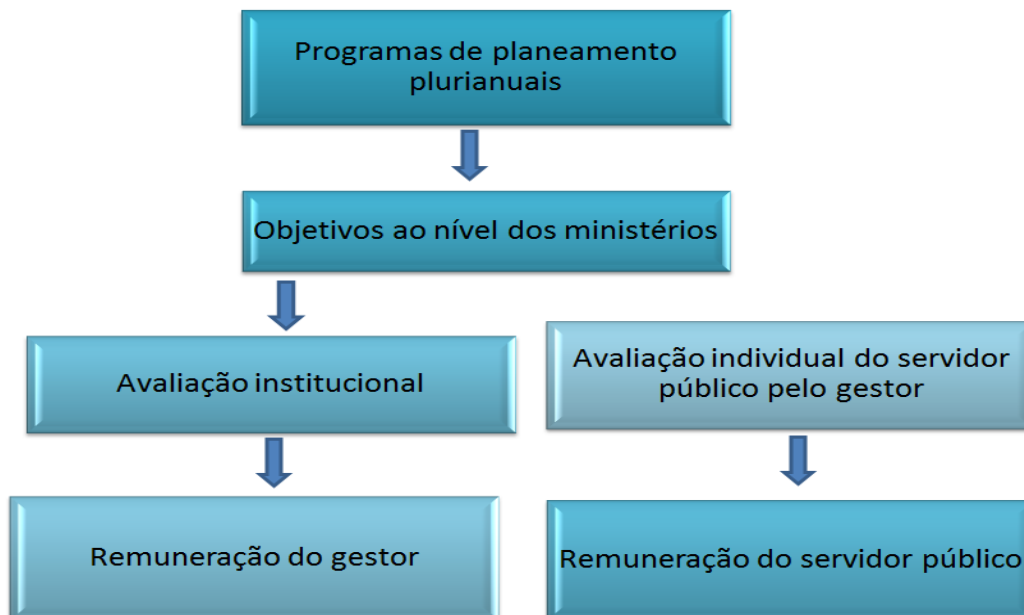 Programas de planeamento
plurianuais
Objetivos ao nível dos ministérios
Avaliação institucional
Avaliação individual do servidor
público pelo gestor
Remuneração do gestor
Remuneração do servidor público